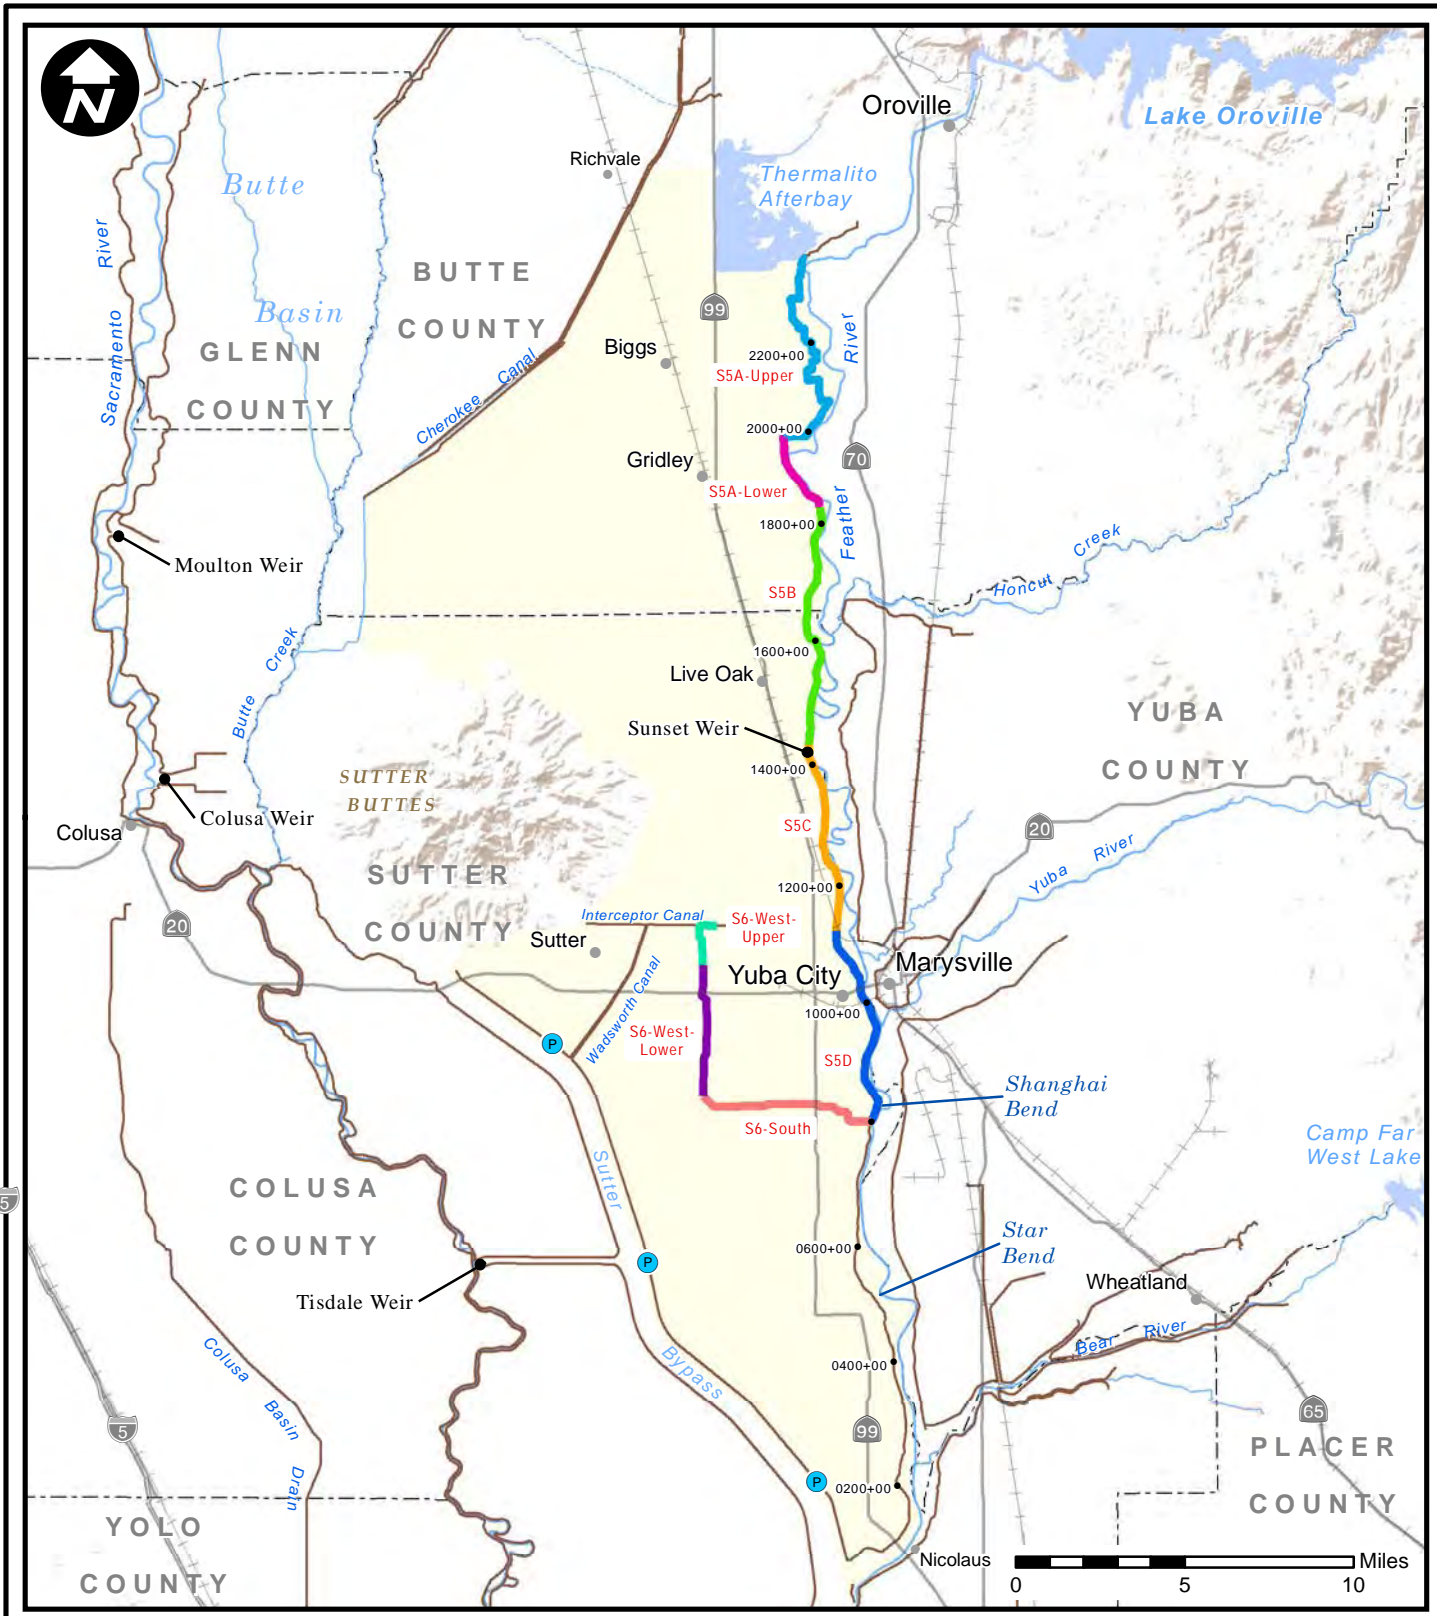 N
Oroville
Lake Oroville
Richvale
Thermalito
Afterbay
Butte
Basin
Sacramento River
BUTTE
COUNTY
99
Feather River
GLENN
COUNTY
Biggs
2200+00
S5A-Upper
Cherokee Canal
2000+00
Gridley
70
S5A-Lower
1800+00
Moulton Weir
Honcut Creek
S5B
1600+00
Butte Creek
Live Oak
YUBA
COUNTY
Sunset Weir
1400+00
SUTTER
BUTTES
Colusa Weir
Colusa
S5C
20
Yuba River
SUTTER
COUNTY
1200+00
20
Interceptor Canal
S6-West-
Upper
Sutter
Wadsworth Canal
Yuba City
Marysville
1000+00
P
S6-West-
Lower
S5D
Shanghai
Bend
S6-South
Camp Far
West Lake
Sutter
Bypass
COLUSA
COUNTY
5
Star
Bend
0600+00
P
Wheatland
Tisdale Weir
Bear River
Colusa Basin Drain
0400+00
5
99
65
PLACER
COUNTY
P
0200+00
YOLO
COUNTY
Nicolaus
Miles
0 5 10